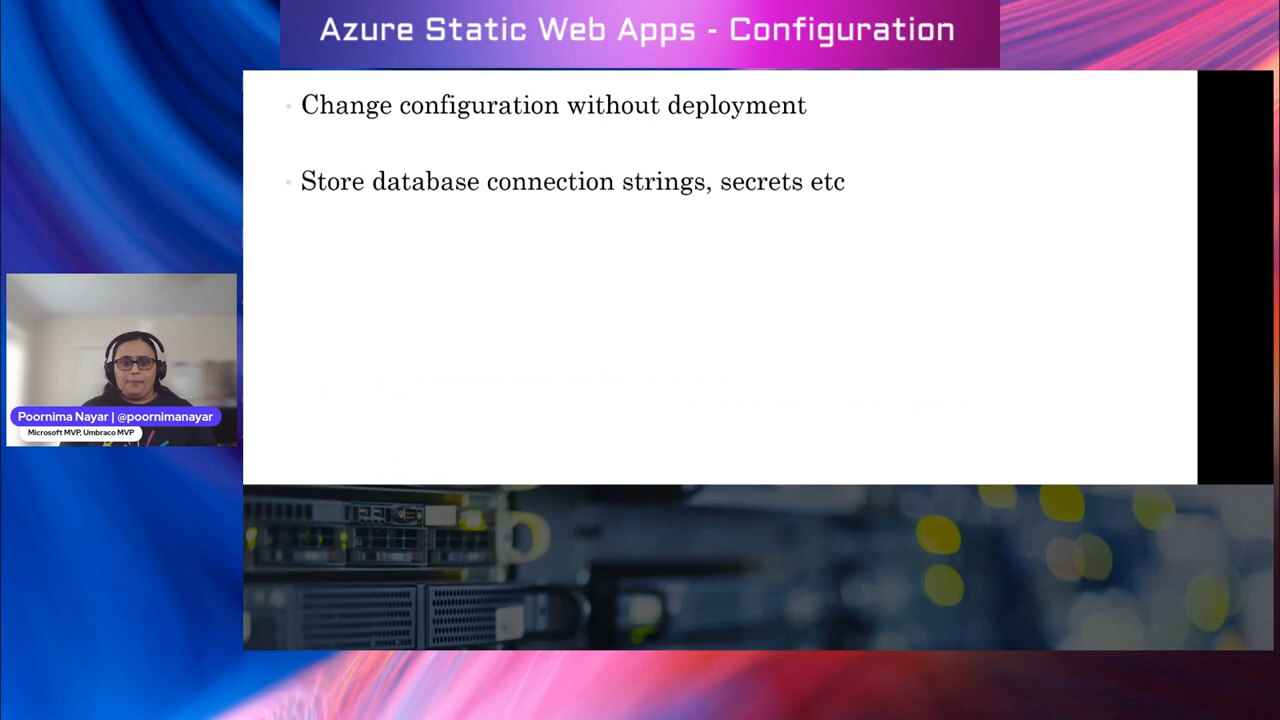 Azure Static Web Apps - Configuration
Change configuration without deployment
Store database connection strings, secrets etc
Poornima Nayar | @poornimanayar
Microsoft MVP, Umbraco MVP